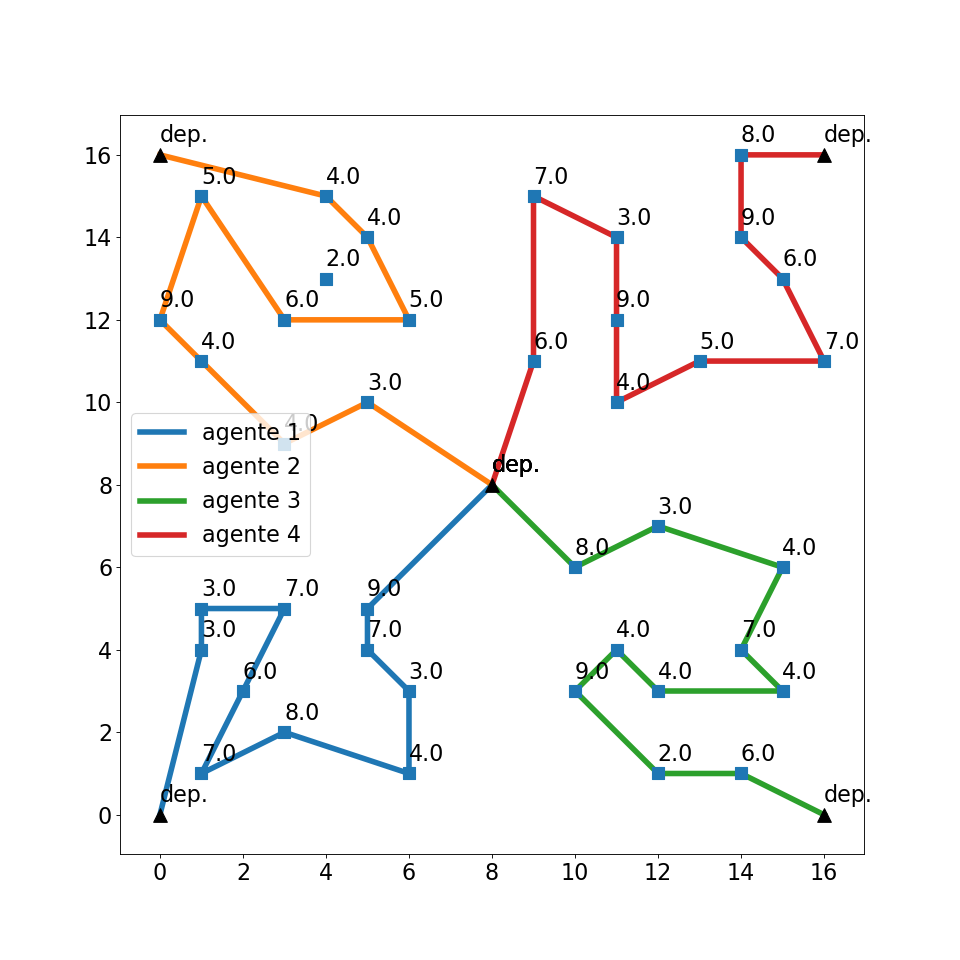 dep. 8.0 dep.
16
5.0 4.0 7.0
4.0 3.0 9.0
14
2.0 6.0
9.0 6.0 5.0 9.0
12
4.0 6.0 5.0 7.0
3.0 4.0
10
4.0
agente 1
agente 2
agente 3
agente 4
dep.
8
3.0
8.0 4.0
6
3.0 7.0 9.0
3.0 7.0 4.0 7.0
4
6.0 3.0 9.0 4.0 4.0
8.0
2
7.0 4.0 2.0 6.0
dep. dep.
0
0 2 4 6 8 10 12 14 16